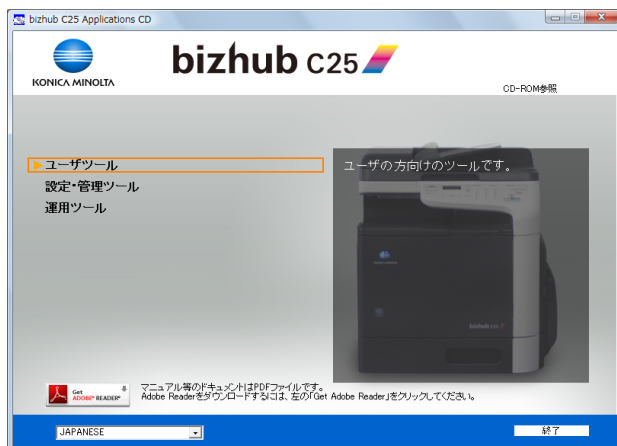 bizhub C25 Applications CD
KONICA MINOLTA
bizhub C25
CD-ROM参照
ユーザツール
設定・管理ツール
運用ツール
ユーザの方向けのツールです。
Get
ADOBE® READER®
マニュアル等のドキュメントはPDFファイルです。
Adobe Readerをダウンロードするには、左の「Get Adobe Reader」をクリックしてください。
JAPANESE
終了